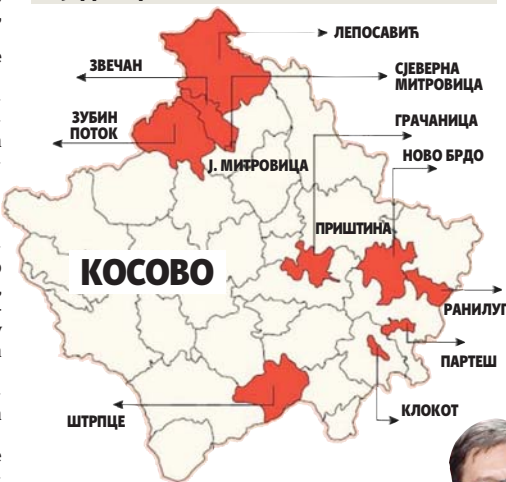 ЛЕПОСАВИЋ
ЗВЕЧАН
СЈЕВЕРНА
МИТРОВИЦА
ЗУБИН
ПОТОК
ГРАЧАНИЦА
Ј. МИТРОВИЦА
НОВО БРДО
ПРИШТИНА
КОСОВО
РАНИЛУГ
ПАРТЕШ
ШТРПЦЕ
КЛОКОТ